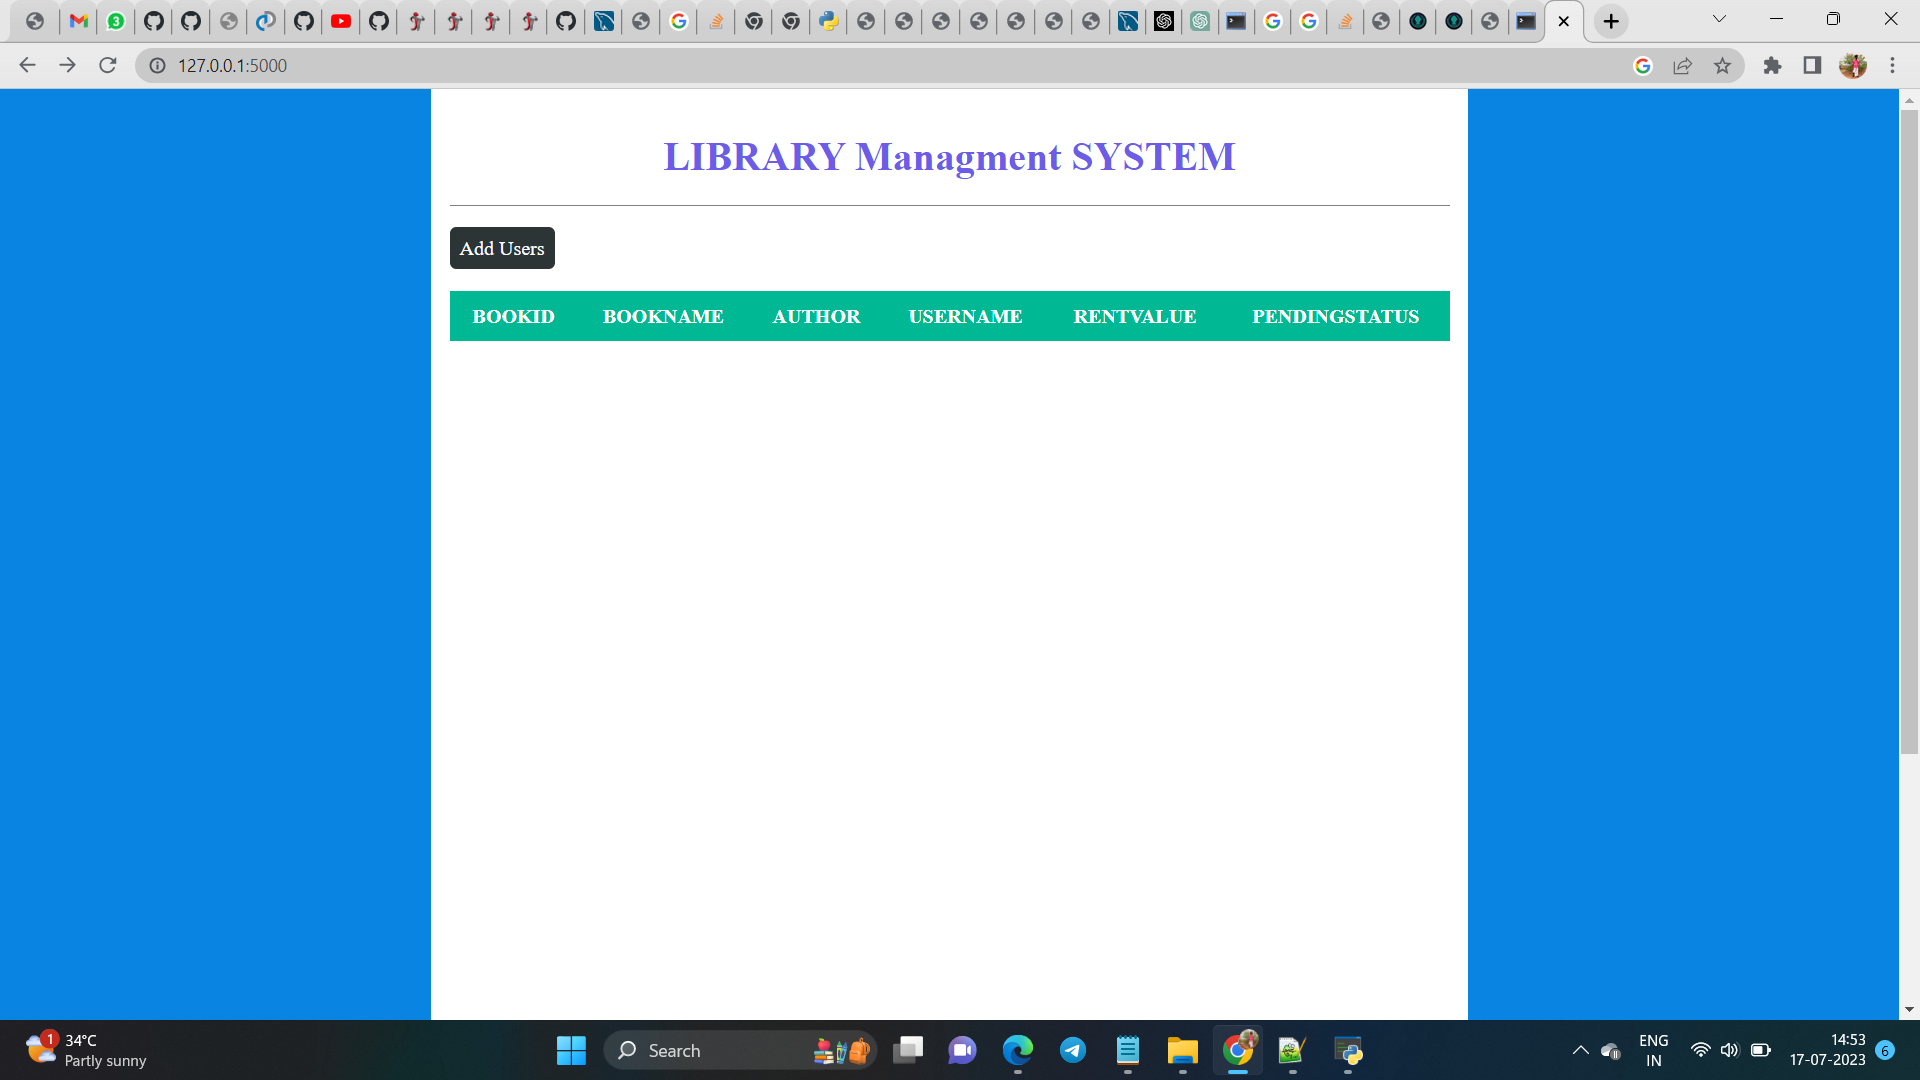 3
127.0.0.1:5000
LIBRARY Managment SYSTEM
Add Users
BOOKID BOOKNAME AUTHOR USERNAME RENTVALUE PENDINGSTATUS
1
34°C
Partly sunny
Search
ENG
IN
14:53
17-07-2023
6